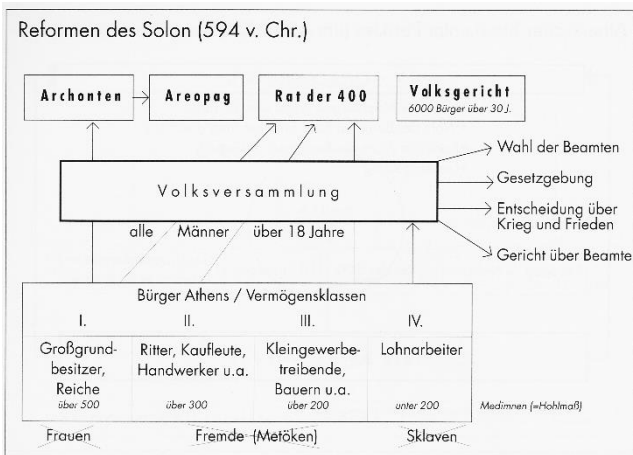 Reformen des Solon (594 v. Chr.)
Archonten
Areopag
Rat der 400
Volksgericht
6000 Bürger über 30 J.
Volksversammlung
alle Männer über 18 Jahre
Wahl der Beamten
Gesetzgebung
Entscheidung über
Krieg und Frieden
Gericht über Beamte
Bürger Athens / Vermögensklassen
I.
II.
III.
IV.
Großgrund-
besitzer,
Reiche
über 500
Ritter, Kaufleute,
Handwerker u.a.
über 300
Kleingewerbe-
treibende,
Bauern u.a.
über 200
Lohnarbeiter
unter 200
Medimnen (=Hohlmaß)
Frauen
Fremde (Metöken)
Sklaven